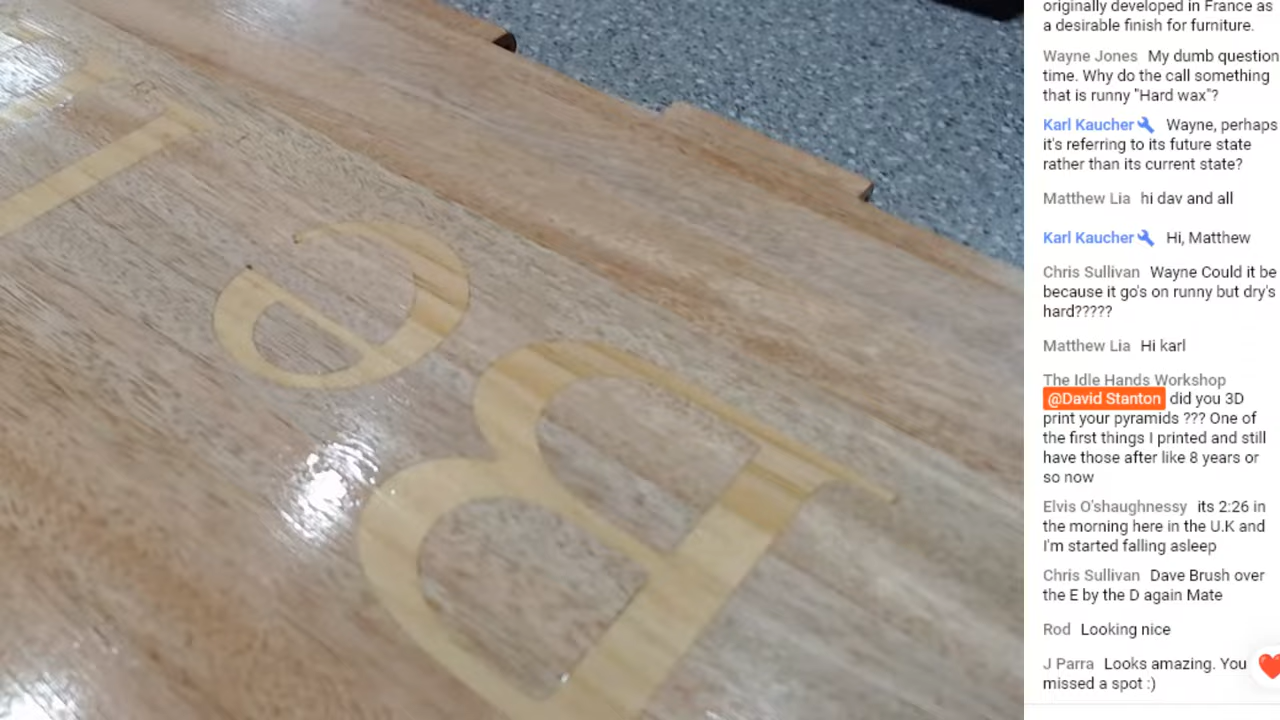 Be
originally developed in France as
a desirable finish for furniture.
Wayne Jones My dumb question
time. Why do the call something
that is runny "Hard wax"?
Karl Kaucher Wayne, perhaps
it's referring to its future state
rather than its current state?
Matthew Lia hi dav and all
Karl Kaucher Hi, Matthew
Chris Sullivan Wayne Could it be
because it go's on runny but dry's
hard?????
Matthew Lia Hi karl
The Idle Hands Workshop
@David Stanton did you 3D
print your pyramids ??? One of
the first things I printed and still
have those after like 8 years or
so now
Elvis O'shaughnessy its 2:26 in
the morning here in the U.K and
I'm started falling asleep
Chris Sullivan Dave Brush over
the E by the D again Mate
Rod Looking nice
J Parra Looks amazing. You
missed a spot :)